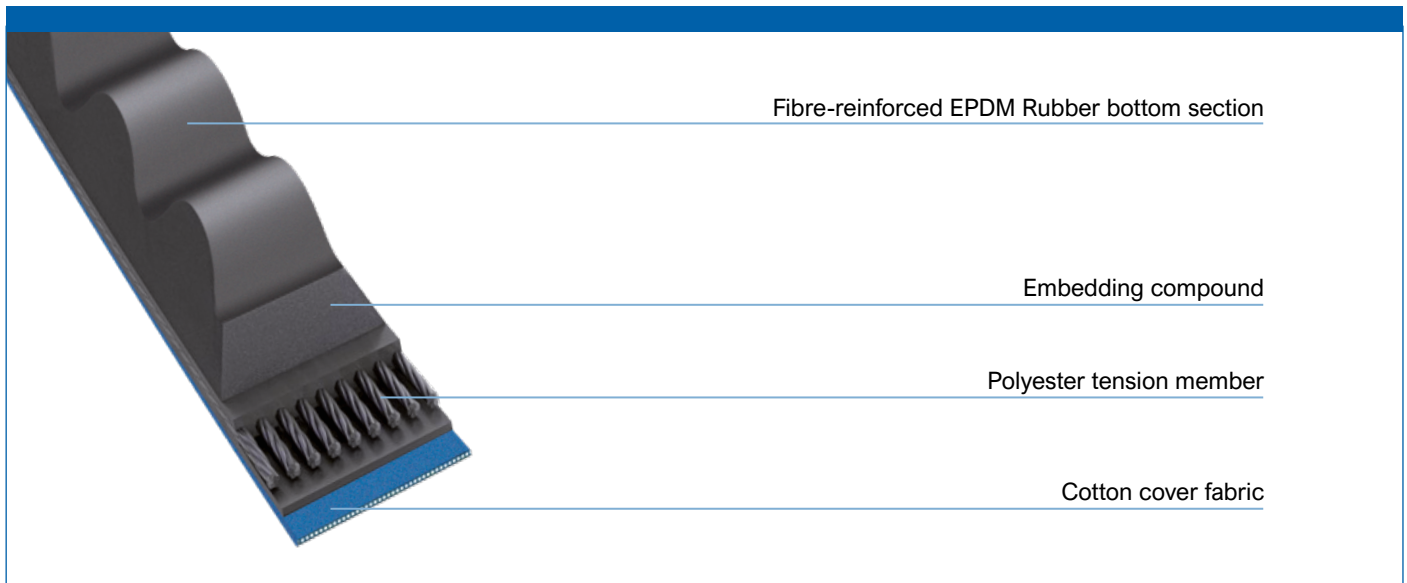 Fibre-reinforced EPDM Rubber bottom section
Embedding compound
Polyester tension member
Cotton cover fabric